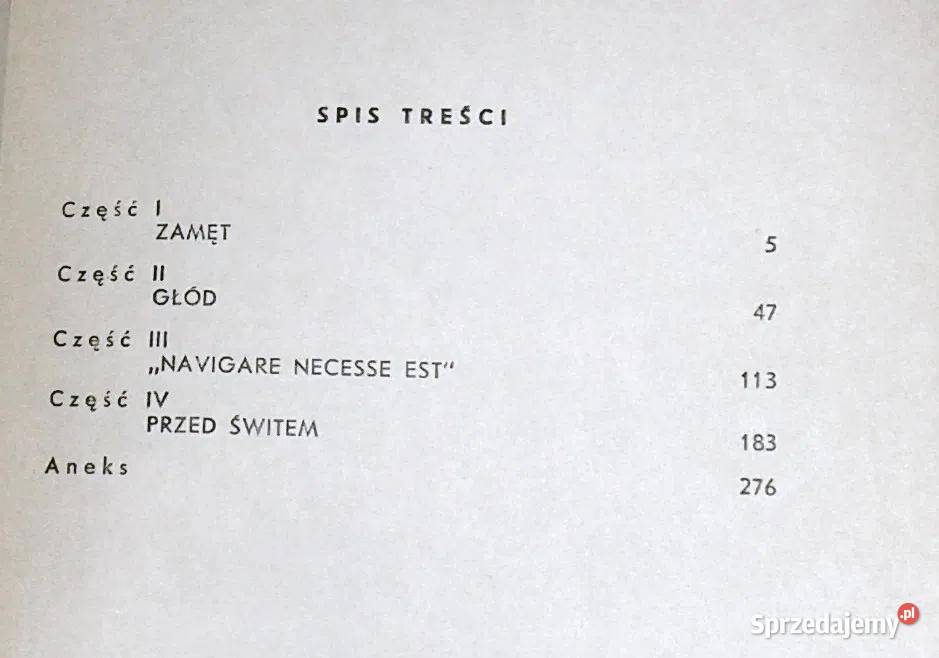 SPIS TREŚCI
Część I
ZAMĘT 5
Część II
GŁÓD 47
Część III
„NAVIGARE NECESSE EST” 113
Część IV
PRZED ŚWITEM 183
Aneks 276
Sprzedajemy.pl